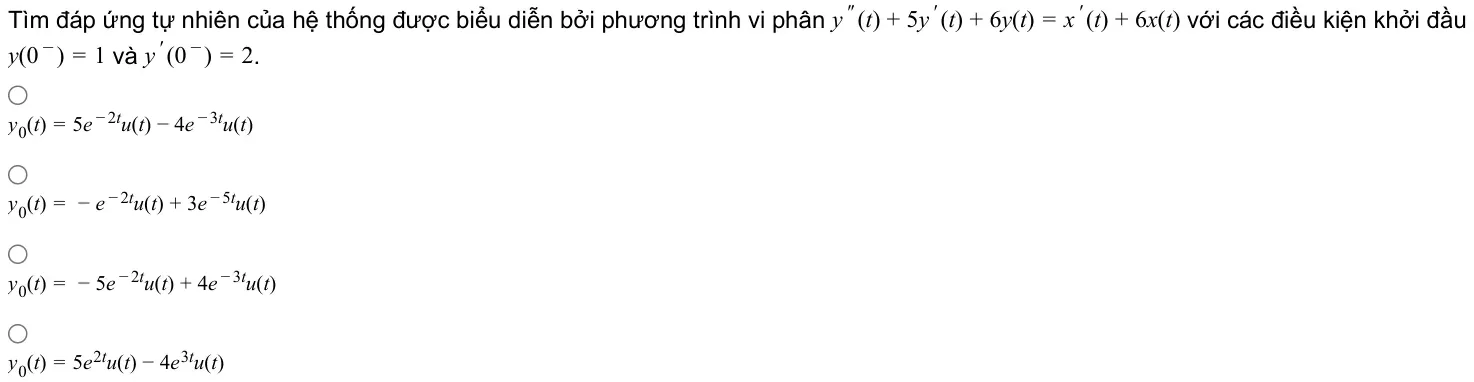 Tìm đáp ứng tự nhiên của hệ thống được biểu diễn bởi phương trình vi phân y″(t) + 5y′(t) + 6y(t) = x′(t) + 6x(t) với các điều kiện khởi đầu
y(0⁻) = 1 và y′(0⁻) = 2.
y₀(t) = 5e⁻²ᵗu(t) − 4e⁻³ᵗu(t)
y₀(t) = − e⁻²ᵗu(t) + 3e⁻⁵ᵗu(t)
y₀(t) = − 5e⁻²ᵗu(t) + 4e⁻³ᵗu(t)
y₀(t) = 5e²ᵗu(t) − 4e³ᵗu(t)